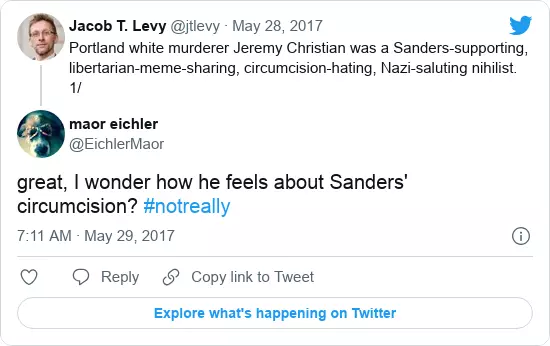 Jacob T. Levy @jtlevy · May 28, 2017
Portland white murderer Jeremy Christian was a Sanders-supporting,
libertarian-meme-sharing, circumcision-hating, Nazi-saluting nihilist.
1/
maor eichler
@EichlerMaor
great, I wonder how he feels about Sanders'
circumcision? #notreally
7:11 AM · May 29, 2017
Reply
Copy link to Tweet
Explore what's happening on Twitter